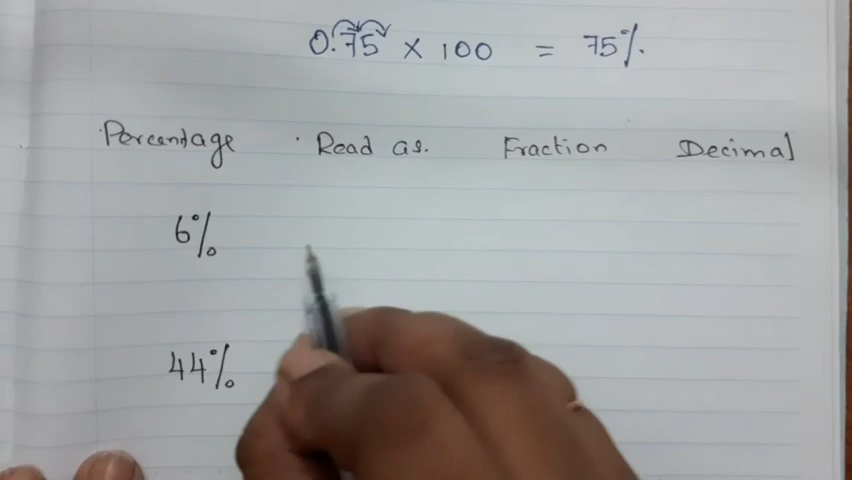 0.75 × 100 = 75%.
Percentage Read as. Fraction Decimal
6%
44%